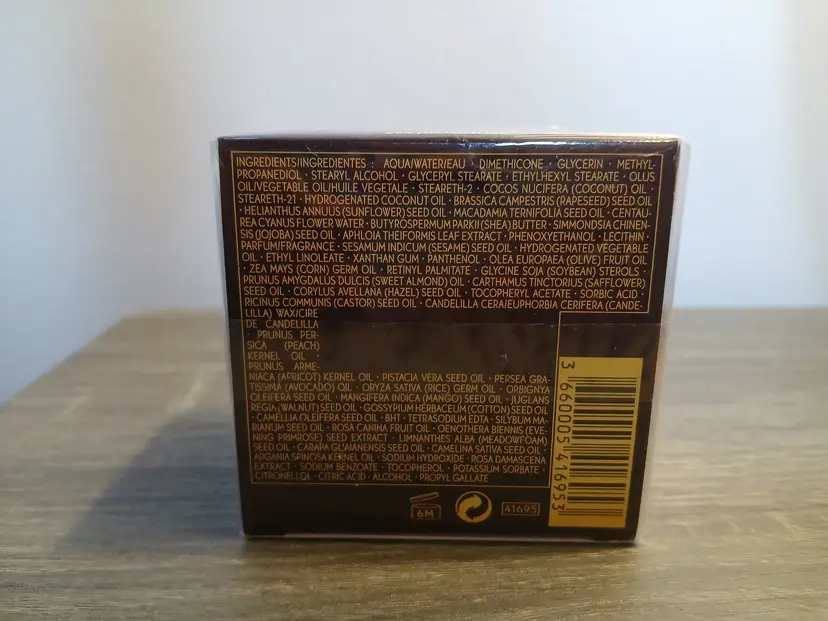 INGREDIENTS/INGREDIENTES : AQUA/WATER/EAU · DIMETHICONE · GLYCERIN · METHYL-
PROPANEDIOL · STEARYL ALCOHOL · GLYCERYL STEARATE · ETHYLHEXYL STEARATE · OLUS
OIL/VEGETABLE OIL/HUILE VEGETALE · STEARETH-2 · COCOS NUCIFERA (COCONUT) OIL ·
STEARETH-21 · HYDROGENATED COCONUT OIL · BRASSICA CAMPESTRIS (RAPESEED) SEED OIL
· HELIANTHUS ANNUUS (SUNFLOWER) SEED OIL · MACADAMIA TERNIFOLIA SEED OIL · CENTAU-
REA CYANUS FLOWER WATER · BUTYROSPERMUM PARKII (SHEA) BUTTER · SIMMONDSIA CHINEN-
SIS (JOJOBA) SEED OIL · APHLOIA THEIFORMIS LEAF EXTRACT · PHENOXYETHANOL · LECITHIN ·
PARFUM/FRAGRANCE · SESAMUM INDICUM (SESAME) SEED OIL · HYDROGENATED VEGETABLE
OIL · ETHYL LINOLEATE · XANTHAN GUM · PANTHENOL · OLEA EUROPAEA (OLIVE) FRUIT OIL
· ZEA MAYS (CORN) GERM OIL · RETINYL PALMITATE · GLYCINE SOJA (SOYBEAN) STEROLS ·
PRUNUS AMYGDALUS DULCIS (SWEET ALMOND) OIL · CARTHAMUS TINCTORIUS (SAFFLOWER)
SEED OIL · CORYLUS AVELLANA (HAZEL) SEED OIL · TOCOPHERYL ACETATE · SORBIC ACID ·
RICINUS COMMUNIS (CASTOR) SEED OIL · CANDELILLA CERA/EUPHORBIA CERIFERA (CANDE-
LILLA) WAX/CIRE
DE CANDELILLA
· PRUNUS PER-
SICA (PEACH)
KERNEL OIL ·
PRUNUS ARME-
NIACA (APRICOT) KERNEL OIL · PISTACIA VERA SEED OIL · PERSEA GRA-
TISSIMA (AVOCADO) OIL · ORYZA SATIVA (RICE) GERM OIL · ORBIGNYA
OLEIFERA SEED OIL · MANGIFERA INDICA (MANGO) SEED OIL · JUGLANS
REGIA (WALNUT) SEED OIL · GOSSYPIUM HERBACEUM (COTTON) SEED OIL
· CAMELLIA OLEIFERA SEED OIL · BHT · TETRASODIUM EDTA · SILYBUM MA-
RIANUM SEED OIL · ROSA CANINA FRUIT OIL · OENOTHERA BIENNIS (EVE-
NING PRIMROSE) SEED EXTRACT · LIMNANTHES ALBA (MEADOWFOAM)
SEED OIL · CARAPA GUAIANENSIS SEED OIL · CAMELINA SATIVA SEED OIL ·
ARGANIA SPINOSA KERNEL OIL · SODIUM HYDROXIDE · ROSA DAMASCENA
EXTRACT · SODIUM BENZOATE · TOCOPHEROL · POTASSIUM SORBATE ·
CITRONELLOL · CITRIC ACID · ALCOHOL · PROPYL GALLATE
6M
41695
3 660005 416953